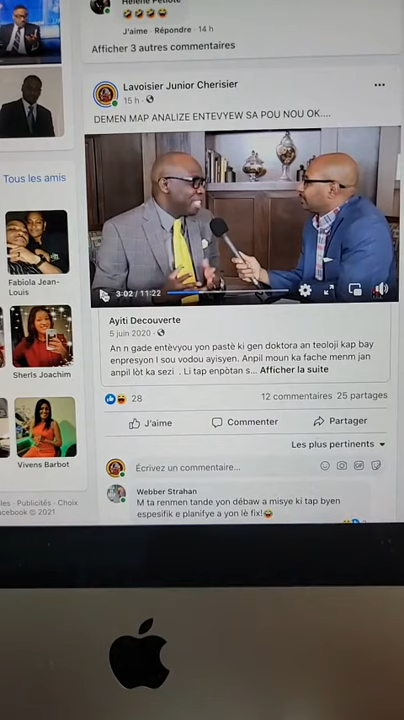 Hélène Petiote
J'aime · Répondre · 14 h
Afficher 3 autres commentaires
Lavoisier Junior Cherisier
15 h ·
DEMEN MAP ANALIZE ENTEVYEW SA POU NOU OK....
Tous les amis
3:02 / 11:22
Fabiola Jean-
Louis
Ayiti Decouverte
5 juin 2020 ·
An n gade entèvyou yon pastè ki gen doktora an teoloji kap bay
enpresyon l sou vodou ayisyen. Anpil moun ka fache menm jan
anpil lòt ka sezi . Li tap enpòtan s... Afficher la suite
Sherls Joachim
28
12 commentaires 25 partages
J'aime
Commenter
Partager
Les plus pertinents
Vivens Barbot
Écrivez un commentaire...
GIF
Webber Strahan
M ta renmen tande yon débaw a misye ki tap byen
espesifik e planifye a yon lè fix!
les · Publicités · Choix
acebook © 2021